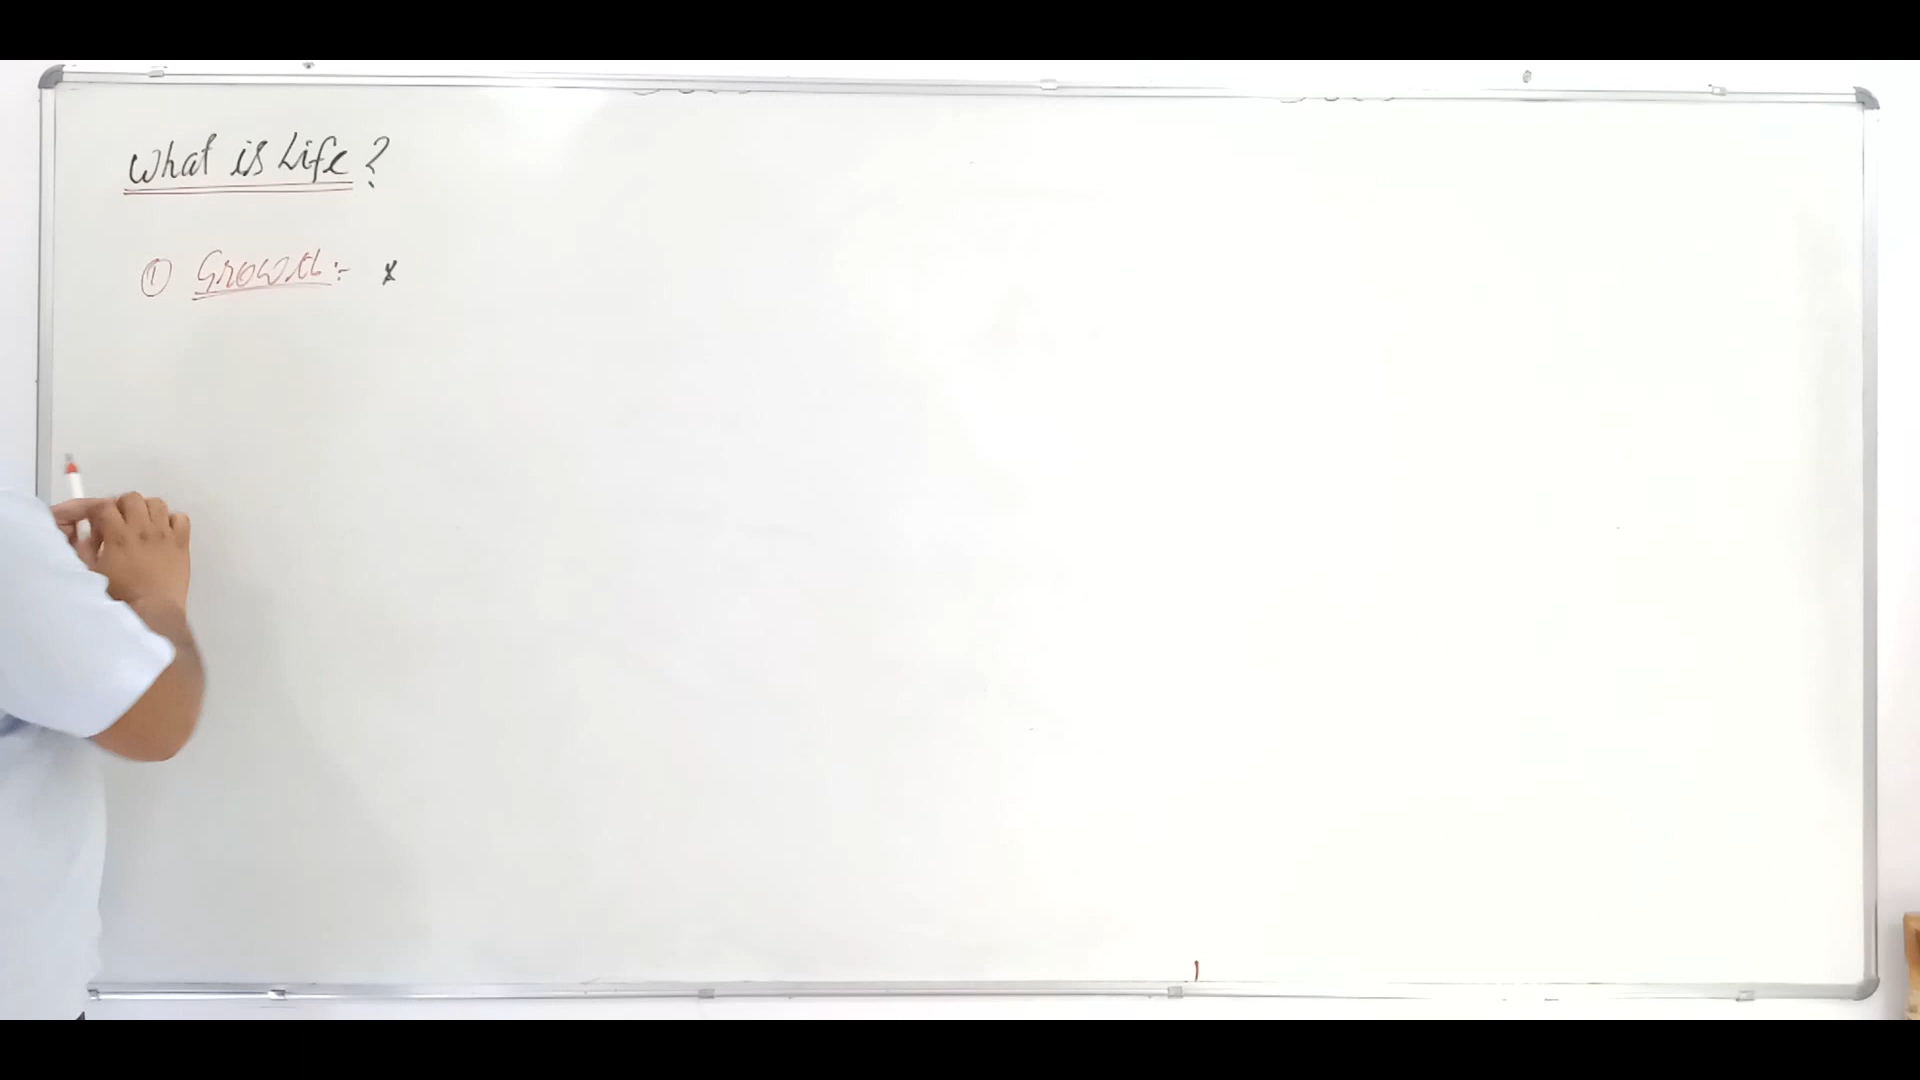 What is Life?
① Growth :- *